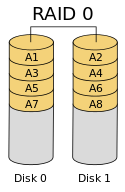 RAID 0
A1 A2
A3 A4
A5 A6
A7 A8
Disk 0 Disk 1